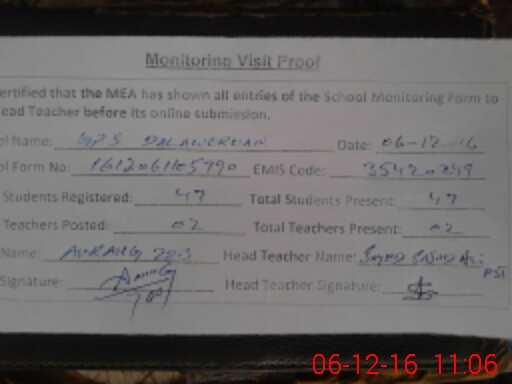 Monitoring Visit Proof
ertified that the MEA has shown all entries of the School Monitoring Form to
ead Teacher before its online submission.
ol Name: GPS Date: 06-12-16
ol Form No. EMIS Code:
Students Registered: 47 Total Students Present: 47
Teachers Posted: 02 Total Teachers Present: 02
Name: Head Teacher Name:
PST
Signature: Head Teacher Signature:
06-12-16 11:06